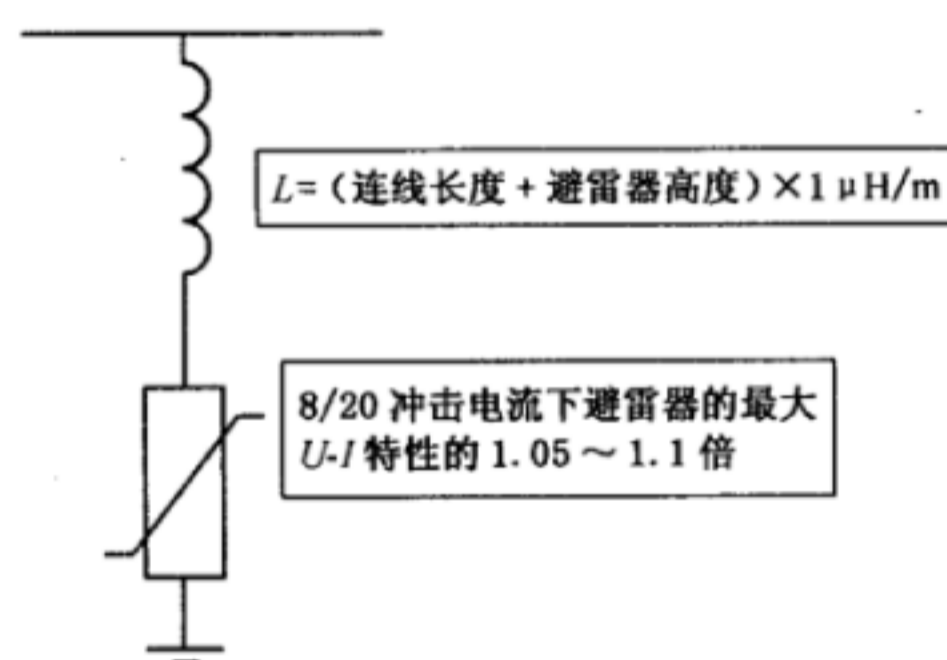 L=（连线长度+避雷器高度）×1 μH/m
8/20 冲击电流下避雷器的最大
U-I 特性的 1.05～1.1 倍